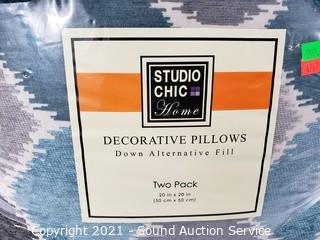 STUDIO
CHIC
Home
DECORATIVE PILLOWS
Down Alternative Fill
Two Pack
20 in x 20 in
(50 cm x 50 cm)
Copyright 2021 - Sound Auction Service